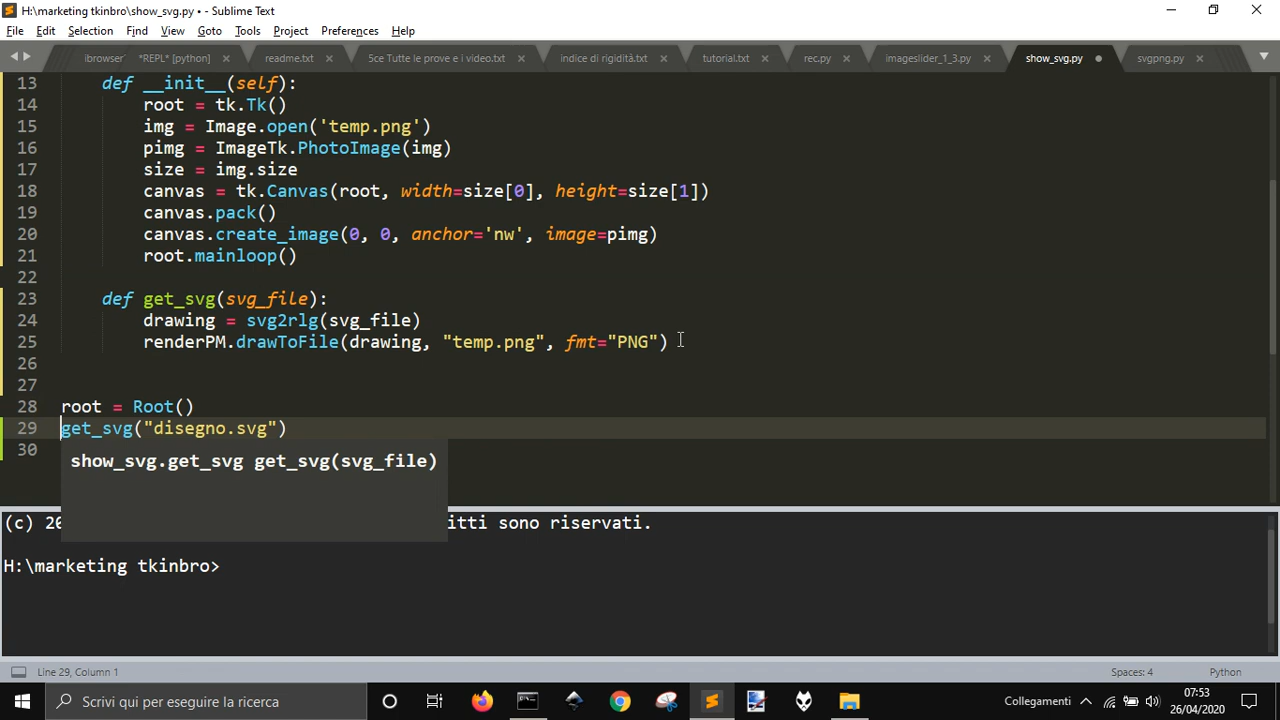 H:\marketing tkinbro\show_svg.py • - Sublime Text
File Edit Selection Find View Goto Tools Project Preferences Help
ibrowser *REPL* [python] readme.txt 5ce Tutte le prove e i video.txt indice di rigidità.txt tutorial.txt rec.py imageslider_1_3.py show_svg.py svgpng.py
13 def __init__(self):
14 root = tk.Tk()
15 img = Image.open('temp.png')
16 pimg = ImageTk.PhotoImage(img)
17 size = img.size
18 canvas = tk.Canvas(root, width=size[0], height=size[1])
19 canvas.pack()
20 canvas.create_image(0, 0, anchor='nw', image=pimg)
21 root.mainloop()
22
23 def get_svg(svg_file):
24 drawing = svg2rlg(svg_file)
25 renderPM.drawToFile(drawing, "temp.png", fmt="PNG")
26
27
28 root = Root()
29 get_svg("disegno.svg")
30
show_svg.get_svg get_svg(svg_file)
(c) 20 itti sono riservati.
H:\marketing tkinbro>
Line 29, Column 1 Spaces: 4 Python
Scrivi qui per eseguire la ricerca Collegamenti 07:53
26/04/2020